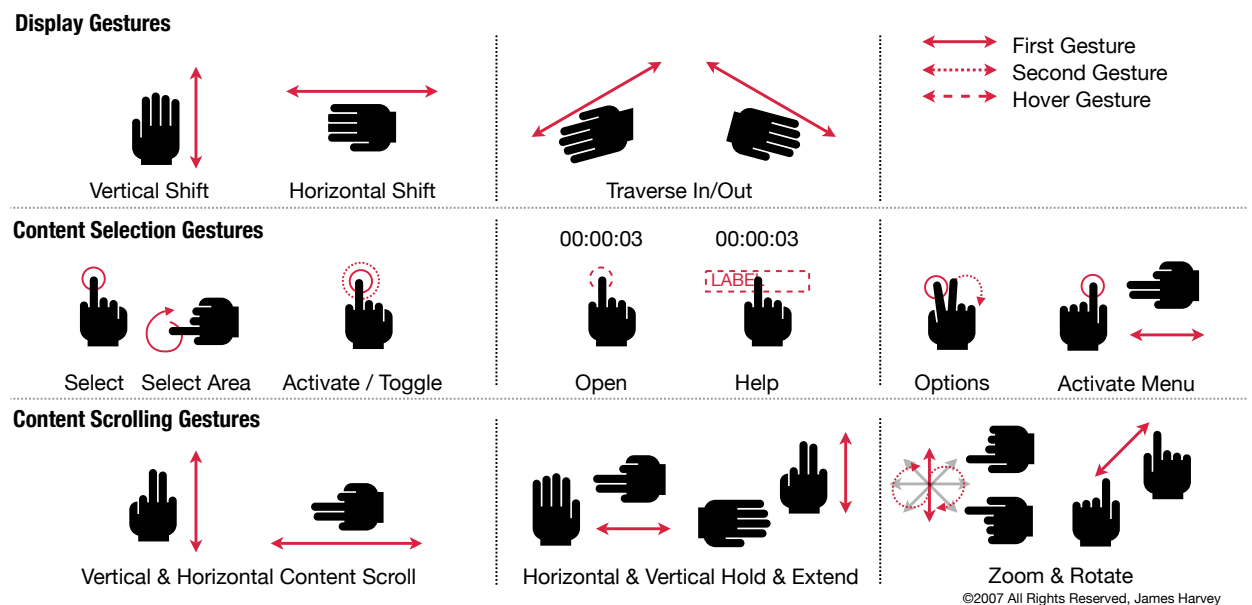 Display Gestures
First Gesture
Second Gesture
Hover Gesture
Vertical Shift
Horizontal Shift
Traverse In/Out
Content Selection Gestures
00:00:03
00:00:03
LABEL
Select
Select Area
Activate / Toggle
Open
Help
Options
Activate Menu
Content Scrolling Gestures
Vertical & Horizontal Content Scroll
Horizontal & Vertical Hold & Extend
Zoom & Rotate
©2007 All Rights Reserved, James Harvey